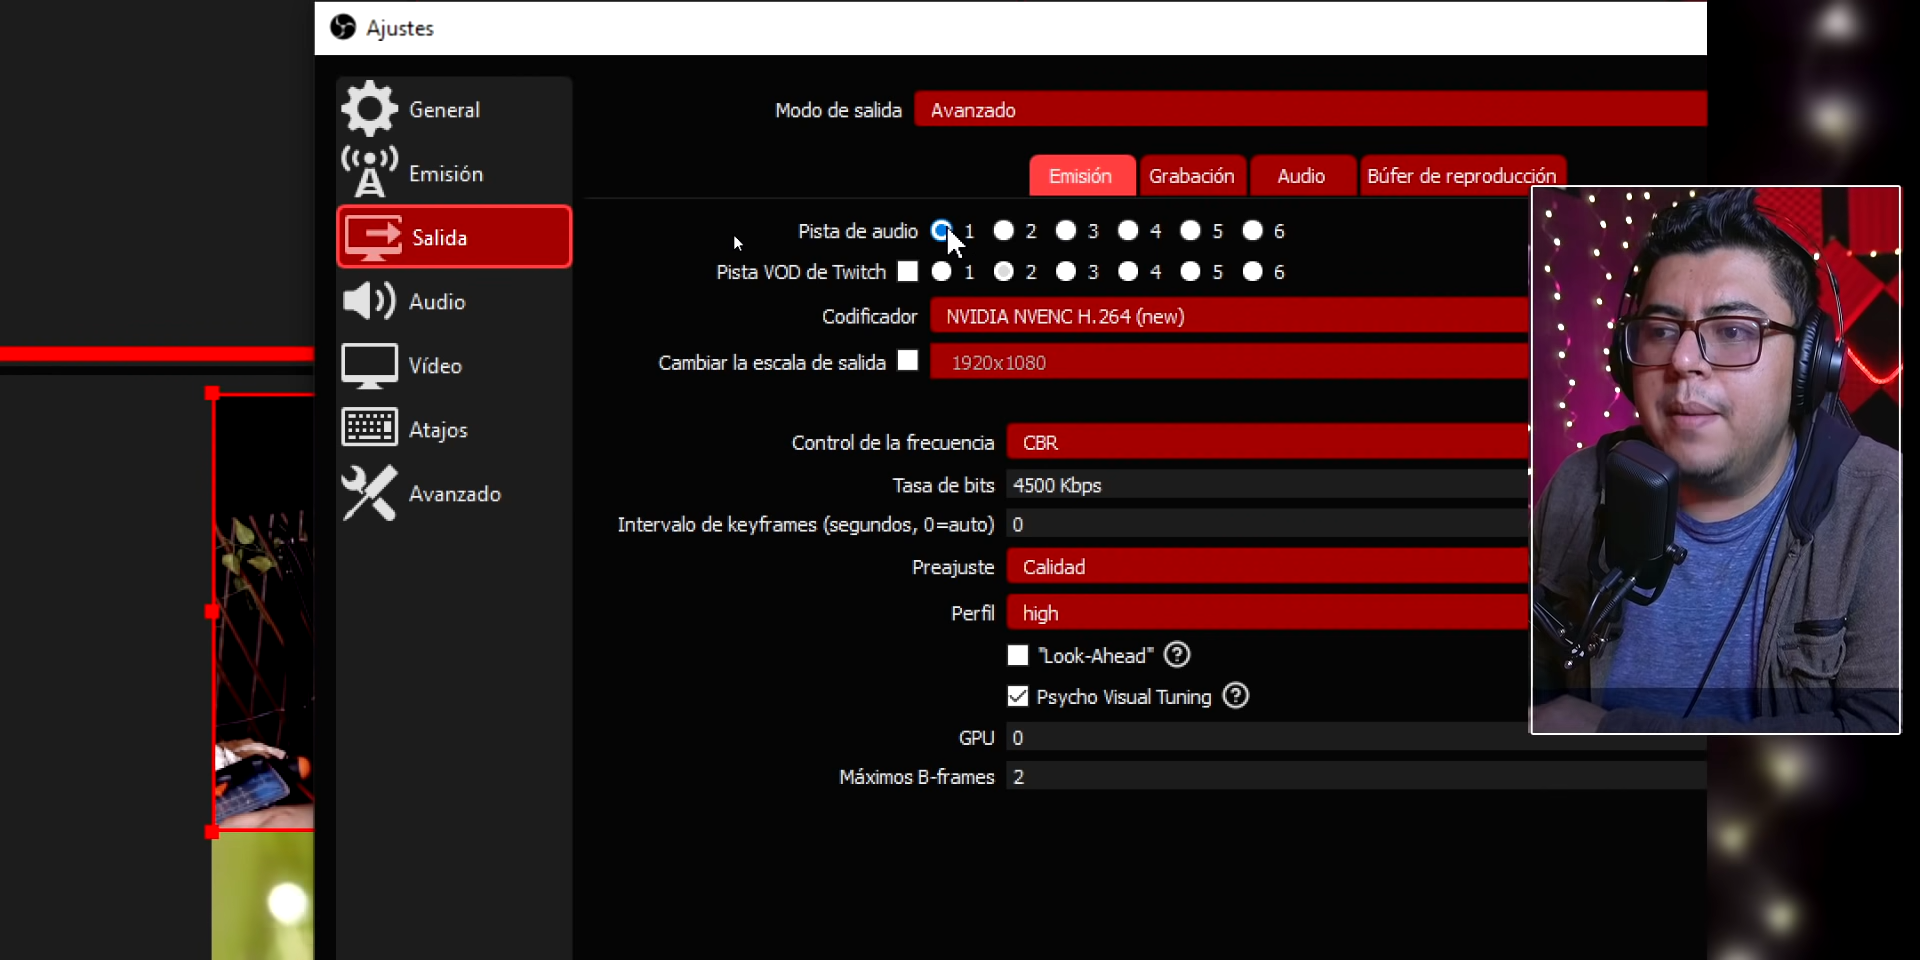 Ajustes
General
Emisión
Salida
Audio
Vídeo
Atajos
Avanzado
Modo de salida Avanzado
Emisión Grabación Audio Búfer de reproducción
Pista de audio 1 2 3 4 5 6
Pista VOD de Twitch 1 2 3 4 5 6
Codificador NVIDIA NVENC H.264 (new)
Cambiar la escala de salida 1920x1080
Control de la frecuencia CBR
Tasa de bits 4500 Kbps
Intervalo de keyframes (segundos, 0=auto) 0
Preajuste Calidad
Perfil high
"Look-Ahead" ?
Psycho Visual Tuning ?
GPU 0
Máximos B-frames 2